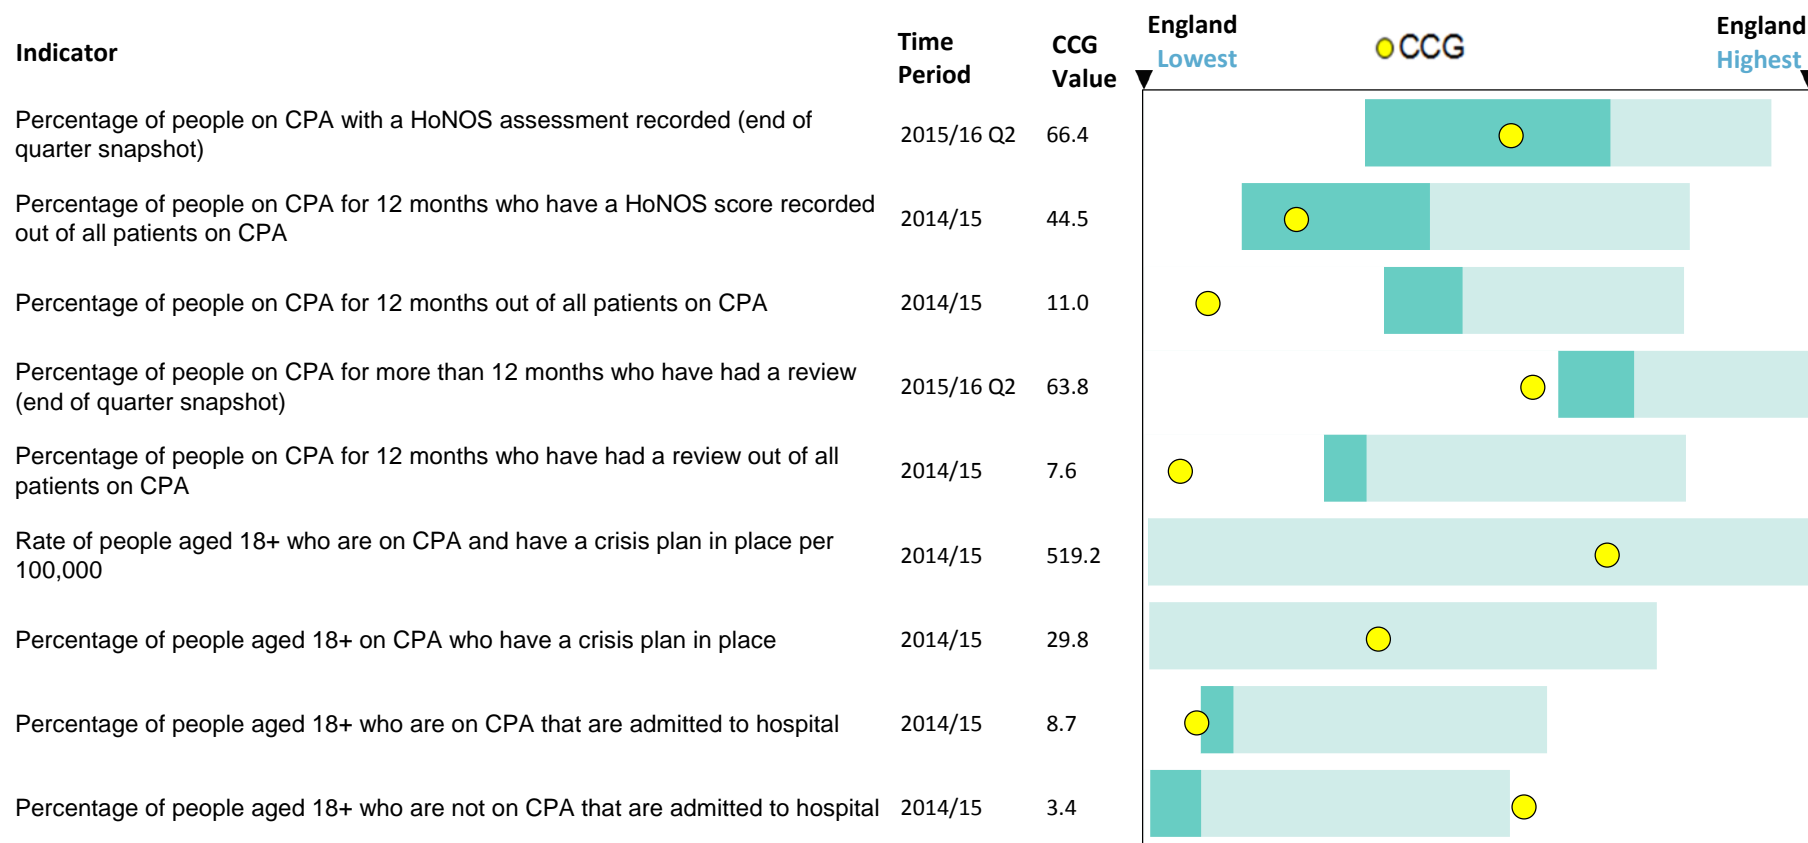 Indicator
Time
Period
CCG
Value
England
Lowest
CCG
England
Highest
Percentage of people on CPA with a HoNOS assessment recorded (end of
quarter snapshot)
2015/16 Q2
66.4
Percentage of people on CPA for 12 months who have a HoNOS score recorded
out of all patients on CPA
2014/15
44.5
Percentage of people on CPA for 12 months out of all patients on CPA
2014/15
11.0
Percentage of people on CPA for more than 12 months who have had a review
(end of quarter snapshot)
2015/16 Q2
63.8
Percentage of people on CPA for 12 months who have had a review out of all
patients on CPA
2014/15
7.6
Rate of people aged 18+ who are on CPA and have a crisis plan in place per
100,000
2014/15
519.2
Percentage of people aged 18+ on CPA who have a crisis plan in place
2014/15
29.8
Percentage of people aged 18+ who are on CPA that are admitted to hospital
2014/15
8.7
Percentage of people aged 18+ who are not on CPA that are admitted to hospital
2014/15
3.4